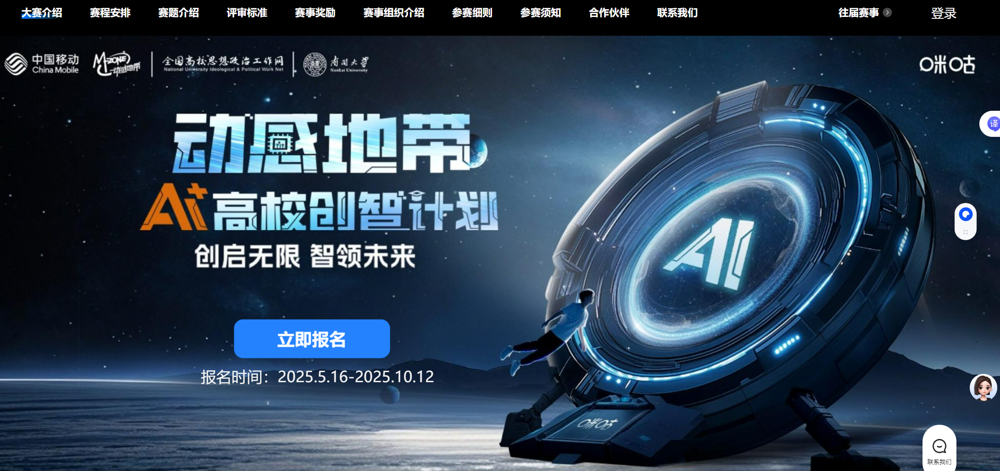 大赛介绍 赛程安排 赛题介绍 评审标准 赛事奖励 赛事组织介绍 参赛细则 参赛须知 合作伙伴 联系我们 往届赛事 登录
中国移动
China Mobile
M-ZONE
动感地带
全国高校思想政治工作网
National University Ideological & Political Work Net
NANKAI UNIVERSITY
1919
南开大学
Nankai University
咪咕
动感地带
Ai+高校创智计划
创启无限 智领未来
立即报名
报名时间：2025.5.16-2025.10.12
AI
咪咕
译
联系我们